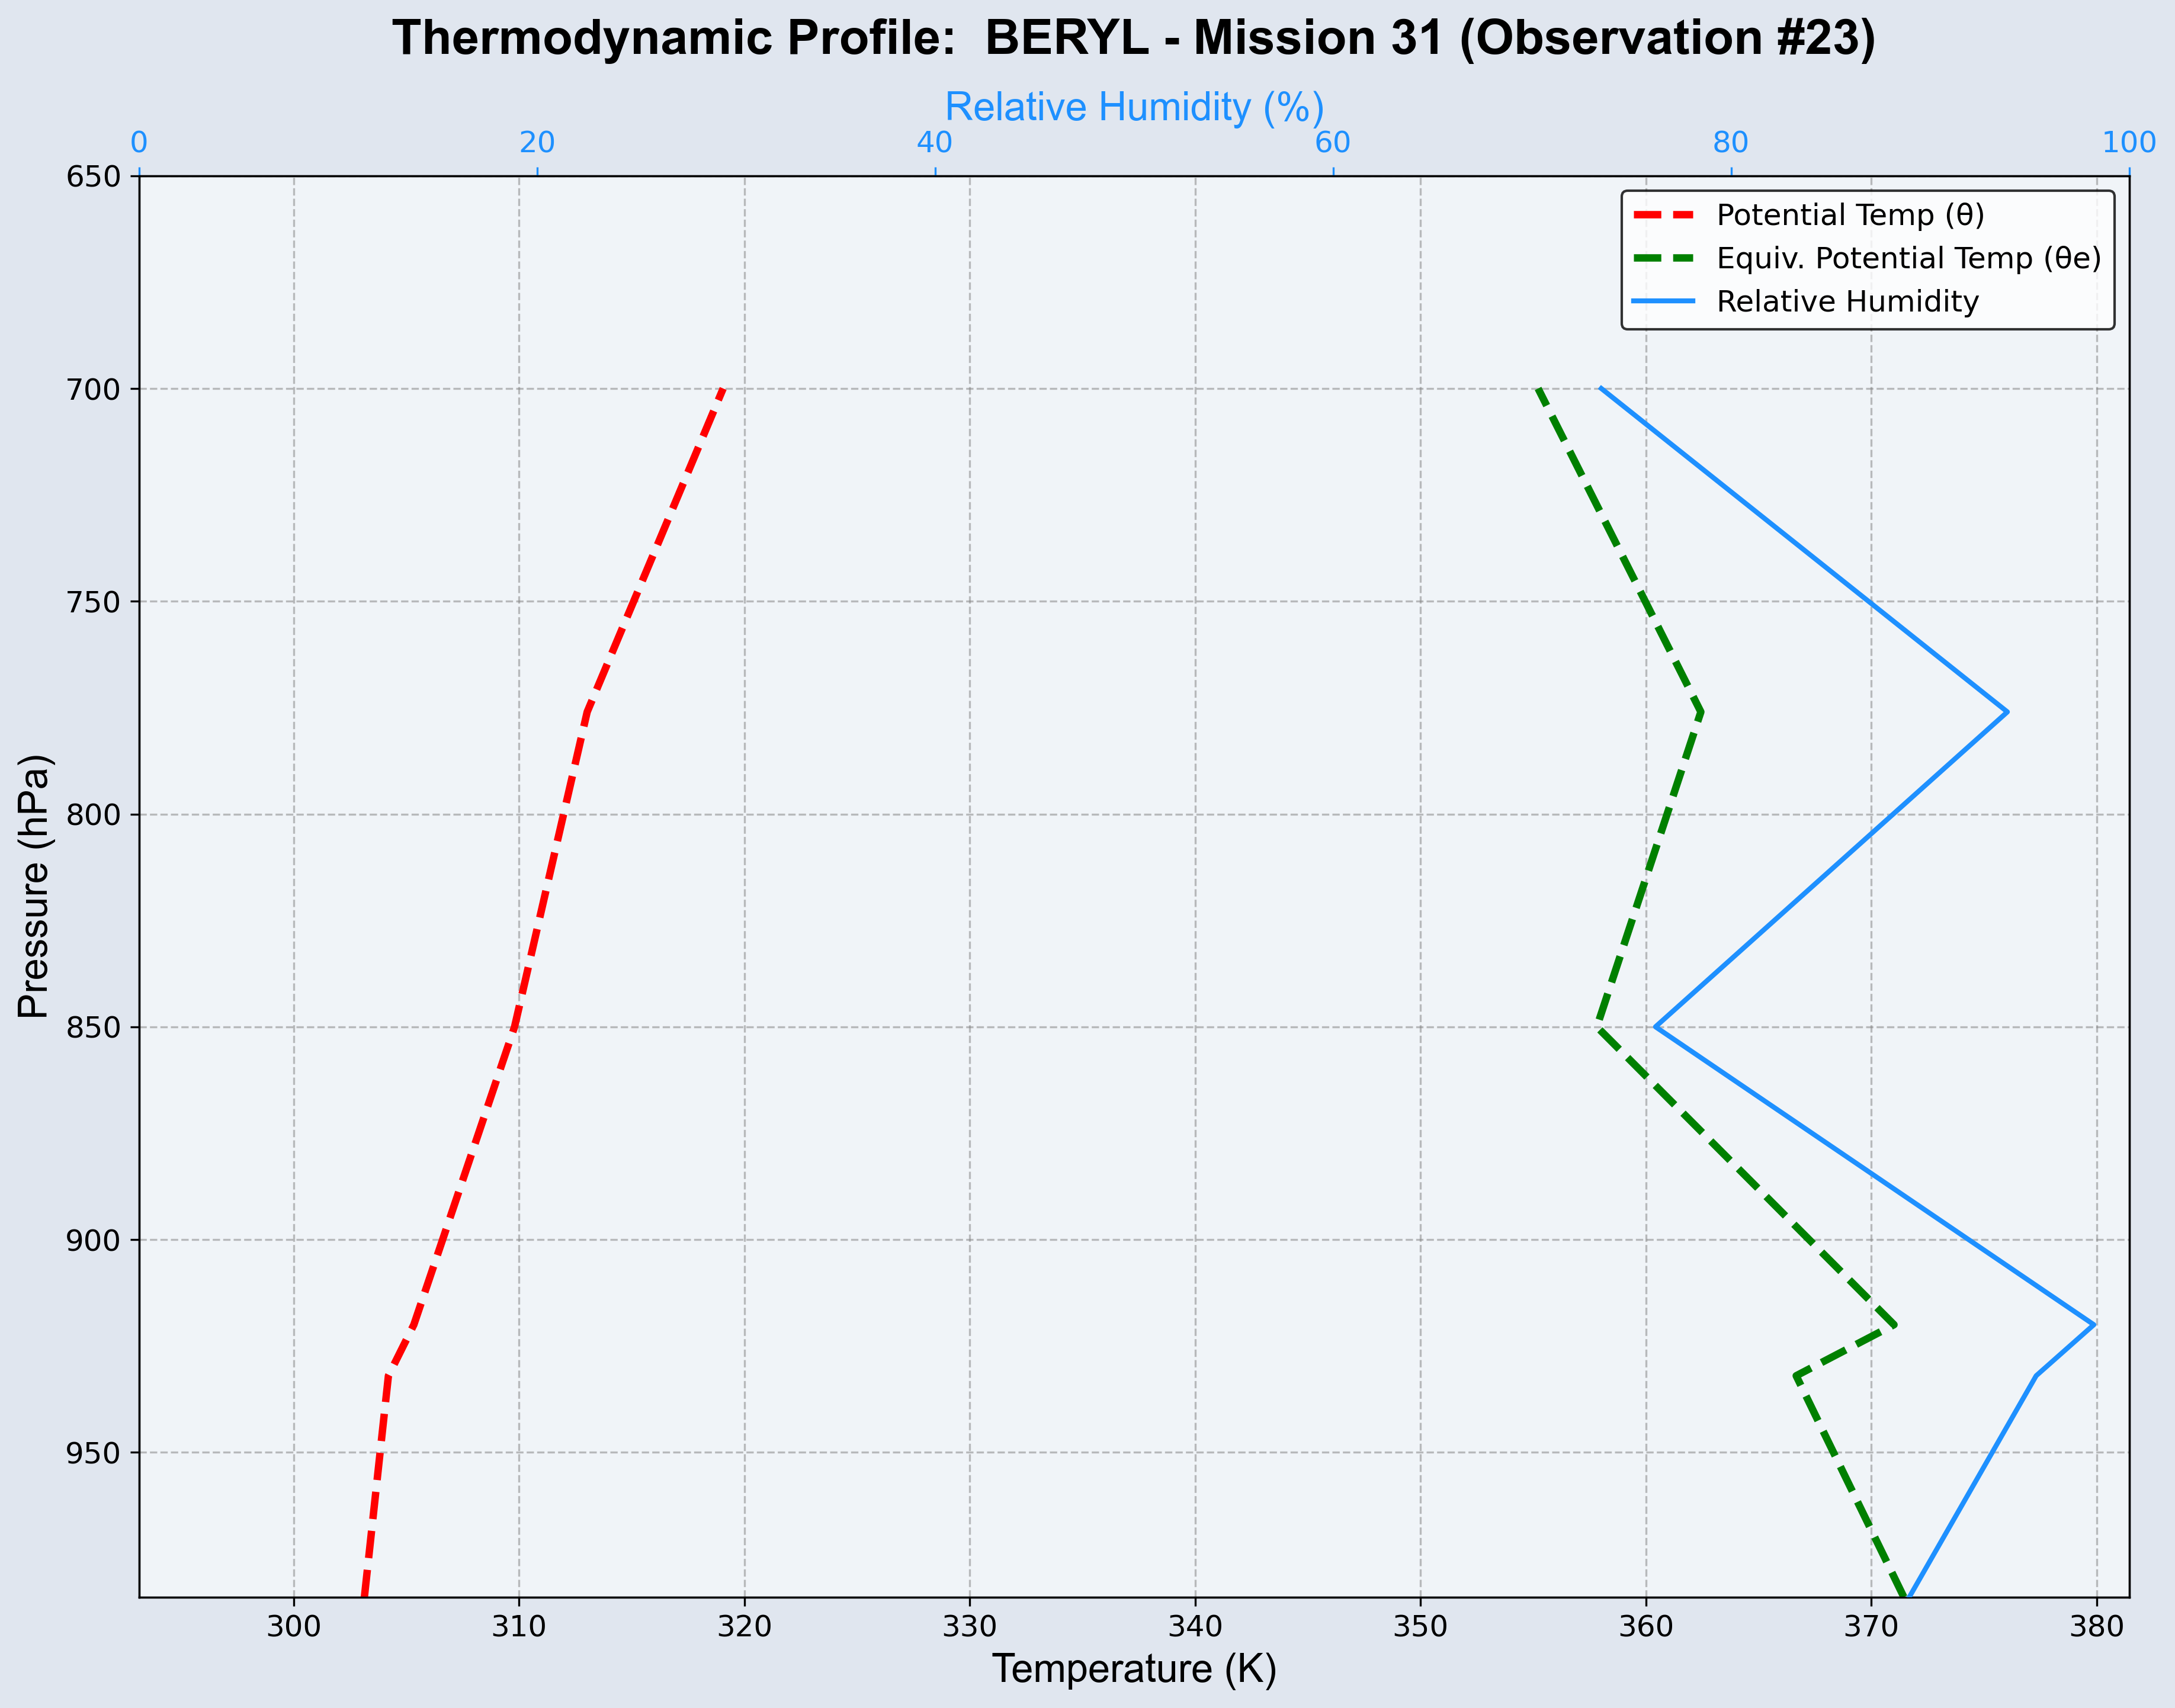 Thermodynamic Profile:  BERYL - Mission 31 (Observation #23)
Relative Humidity (%)
0 20 40 60 80 100
Potential Temp (θ)
Equiv. Potential Temp (θe)
Relative Humidity
Pressure (hPa)
650
700
750
800
850
900
950
300 310 320 330 340 350 360 370 380
Temperature (K)